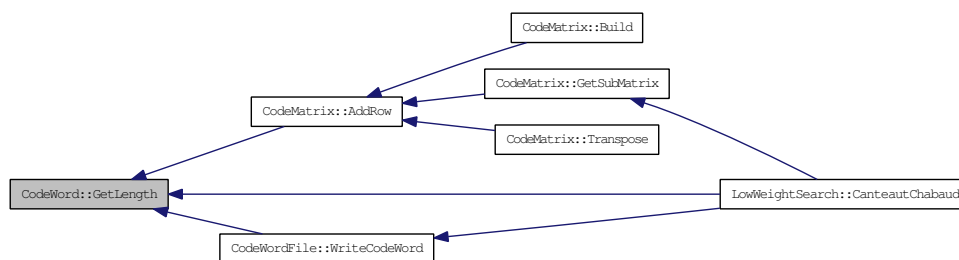 CodeMatrix::Build
CodeMatrix::GetSubMatrix
CodeMatrix::AddRow
CodeMatrix::Transpose
CodeWord::GetLength
LowWeightSearch::CanteautChabaud
CodeWordFile::WriteCodeWord